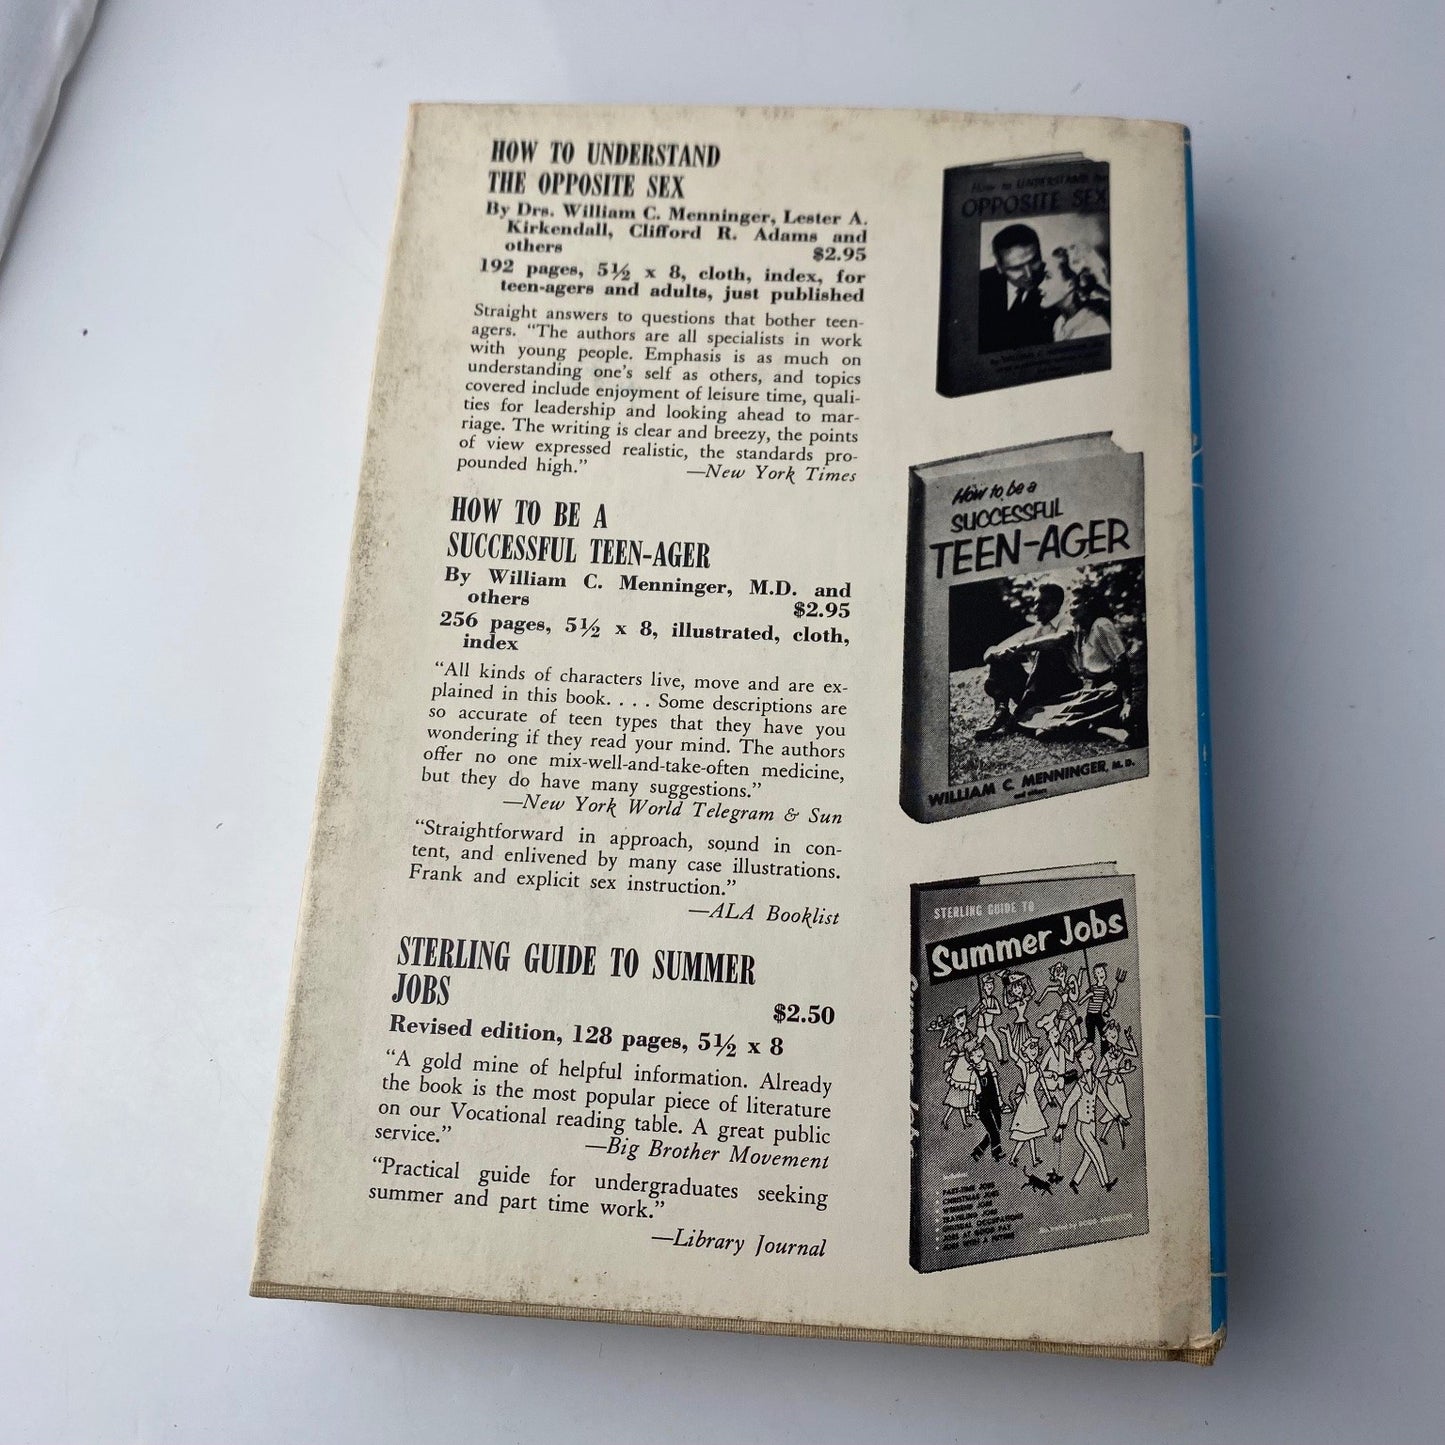 HOW TO UNDERSTAND
THE OPPOSITE SEX
By Drs. William C. Menninger, Lester A.
Kirkendall, Clifford R. Adams and
others $2.95
192 pages, 5½ x 8, cloth, index, for
teen-agers and adults, just published
Straight answers to questions that bother teen-
agers. “The authors are all specialists in work
with young people. Emphasis is as much on
understanding one’s self as others, and topics
covered include enjoyment of leisure time, quali-
ties for leadership and looking ahead to mar-
riage. The writing is clear and breezy, the points
of view expressed realistic, the standards pro-
pounded high.” —New York Times
HOW TO BE A
SUCCESSFUL TEEN-AGER
By William C. Menninger, M.D. and
others $2.95
256 pages, 5½ x 8, illustrated, cloth,
index
“All kinds of characters live, move and are ex-
plained in this book. . . . Some descriptions are
so accurate of teen types that they have you
wondering if they read your mind. The authors
offer no one mix-well-and-take-often medicine,
but they do have many suggestions.”
—New York World Telegram & Sun
“Straightforward in approach, sound in con-
tent, and enlivened by many case illustrations.
Frank and explicit sex instruction.”
—ALA Booklist
STERLING GUIDE TO SUMMER
JOBS
$2.50
Revised edition, 128 pages, 5½ x 8
“A gold mine of helpful information. Already
the book is the most popular piece of literature
on our Vocational reading table. A great public
service.” —Big Brother Movement
“Practical guide for undergraduates seeking
summer and part time work.”
—Library Journal
How to UNDERSTAND the
OPPOSITE SEX
How to be a
SUCCESSFUL
TEEN-AGER
WILLIAM C. MENNINGER, M.D.
and others
STERLING GUIDE TO
Summer Jobs
PART-TIME JOBS
CHRISTMAS JOBS
TRAVELING JOBS